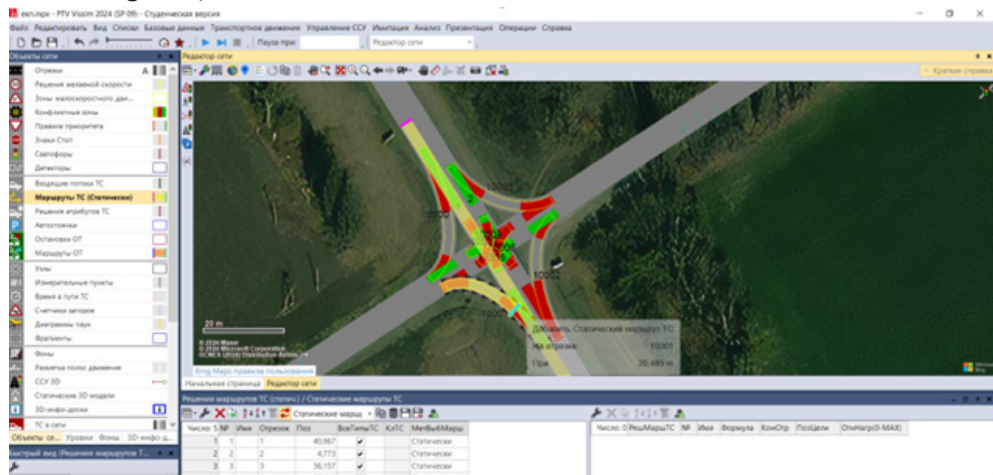 ект.inpx - PTV Vissim 2024 (SP 09) - Студенческая версия
Файл Редактировать Вид Списки Базовые данные Транспортное движение Управление ССУ Имитация Анализ Презентация Операции Справка
Пауза при: Редактор сети
Объекты сети
Редактор сети
Краткая справка
Отрезки
Решения желаемой скорости
Зоны малоскоростного дви...
Конфликтные зоны
Правила приоритета
Знаки Стоп
Светофоры
Детекторы
Входящие потоки ТС
Маршруты ТС (Статически)
Решения атрибутов ТС
Автостоянки
Остановки ОТ
Маршруты ОТ
Узлы
Измерительные пункты
Время в пути ТС
Счетчики заторов
Диаграммы паук
Фрагменты
Фоны
Разметка полос движения
ССУ 3D
Статические 3D модели
3D-инфо-доски
ТС в сети
Объекты се... Уровни Фоны 3D-инфо-д...
Быстрый вид (Решения маршрутов Т...
2
10002
20 m
© 2024 Microsoft Corporation
Bing Maps правила пользования
Добавить Статический маршрут ТС
На отрезке 10001
При 20.489 m
Начальная страница Редактор сети
Решения маршрутов ТС (статич.) / Статические маршруты ТС
Статические маршр
Число: 5 № Имя Отрезок Поз ВсеТипыТС КлТС МетВыбМарш
1 1 1 40,967 Статически
2 2 2 4,773 Статически
3 3 3 36,157 Статически
Число: 0 РешМаршТС № Имя Формула КонОтр ПозЦели ОтнНагр(0-MAX)